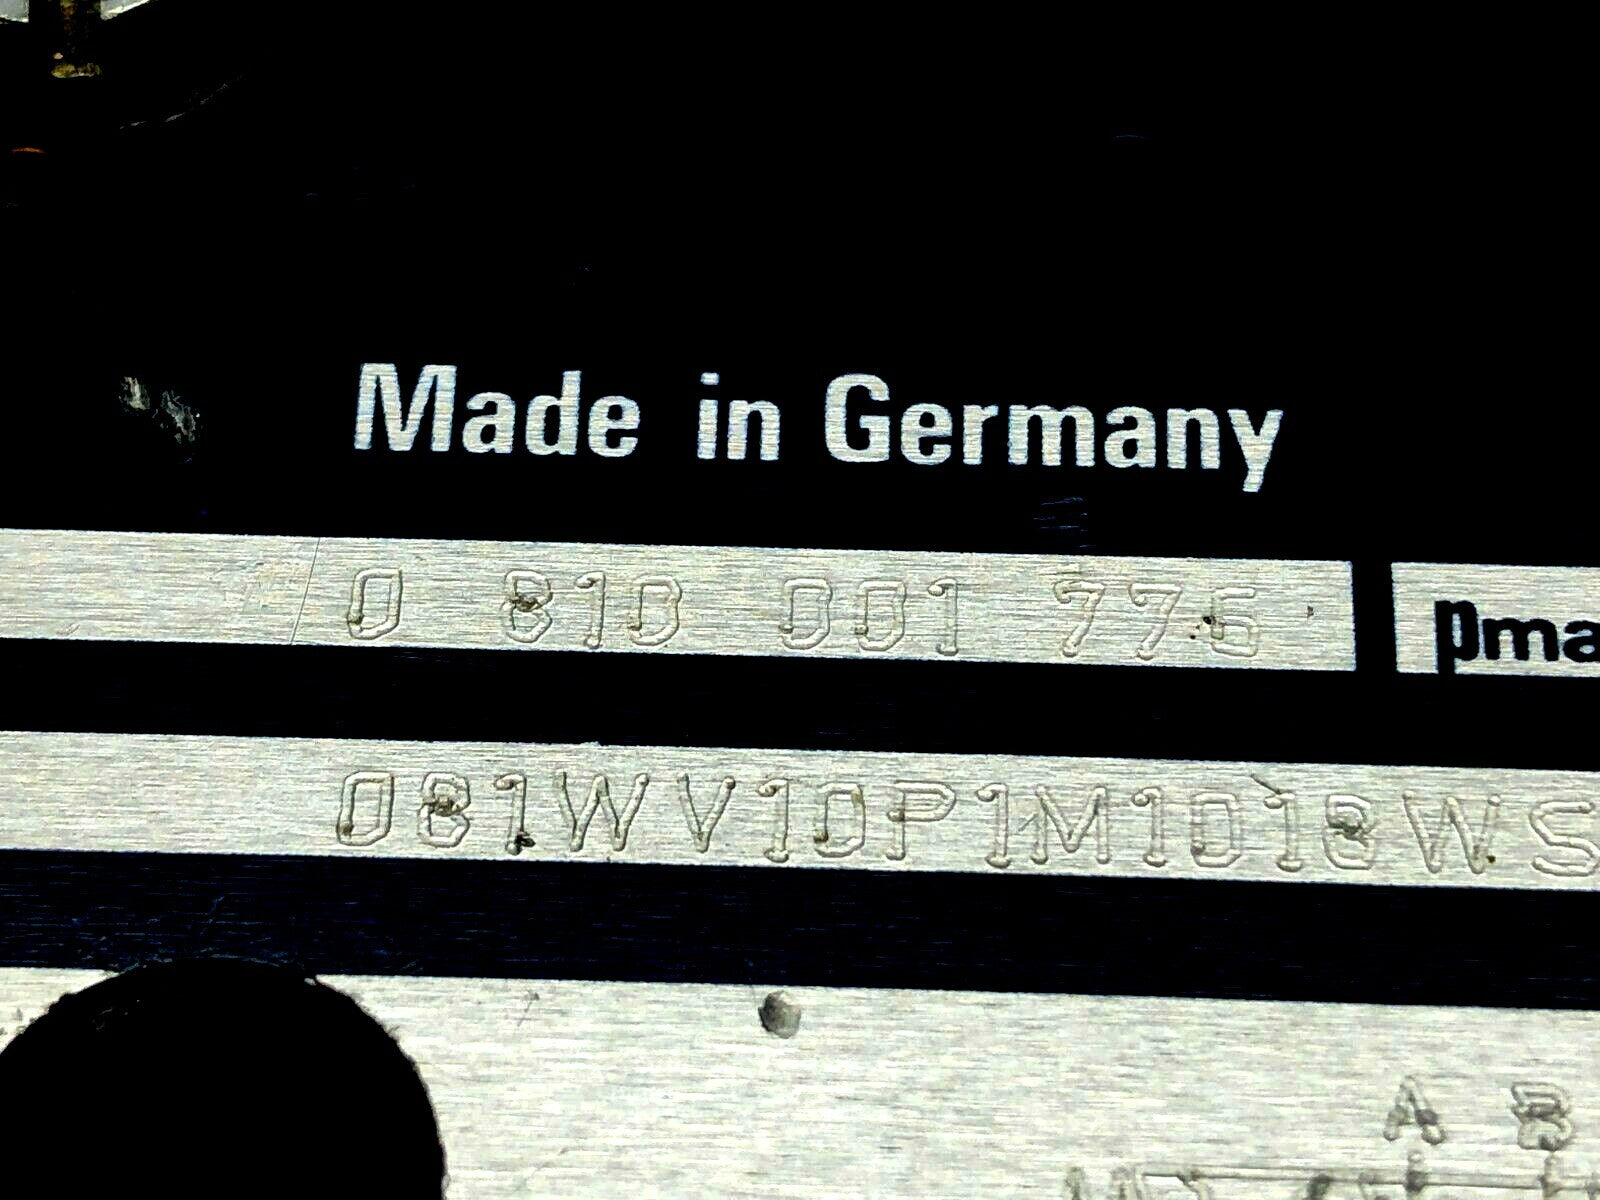 Made in Germany
0 810 001 776 pma
081WV10P1M1018WS
A B